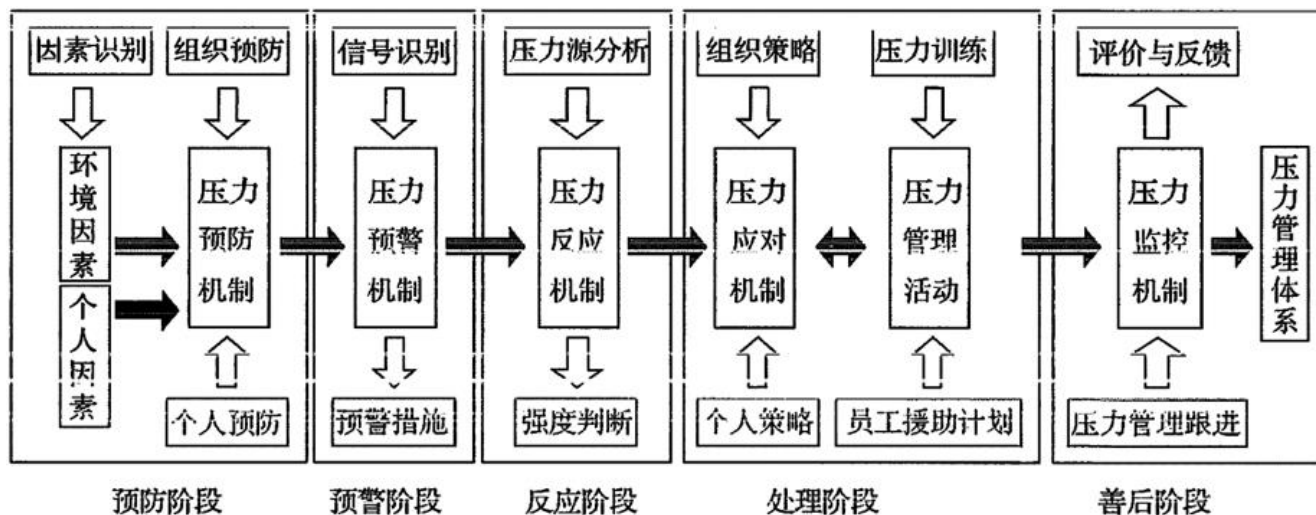 因素识别
组织预防
信号识别
压力源分析
组织策略
压力训练
评价与反馈
环境因素
个人因素
压力
预防
机制
压力
预警
机制
压力
反应
机制
压力
应对
机制
压力
管理
活动
压力
监控
机制
压力管理体系
个人预防
预警措施
强度判断
个人策略
员工援助计划
压力管理跟进
预防阶段
预警阶段
反应阶段
处理阶段
善后阶段